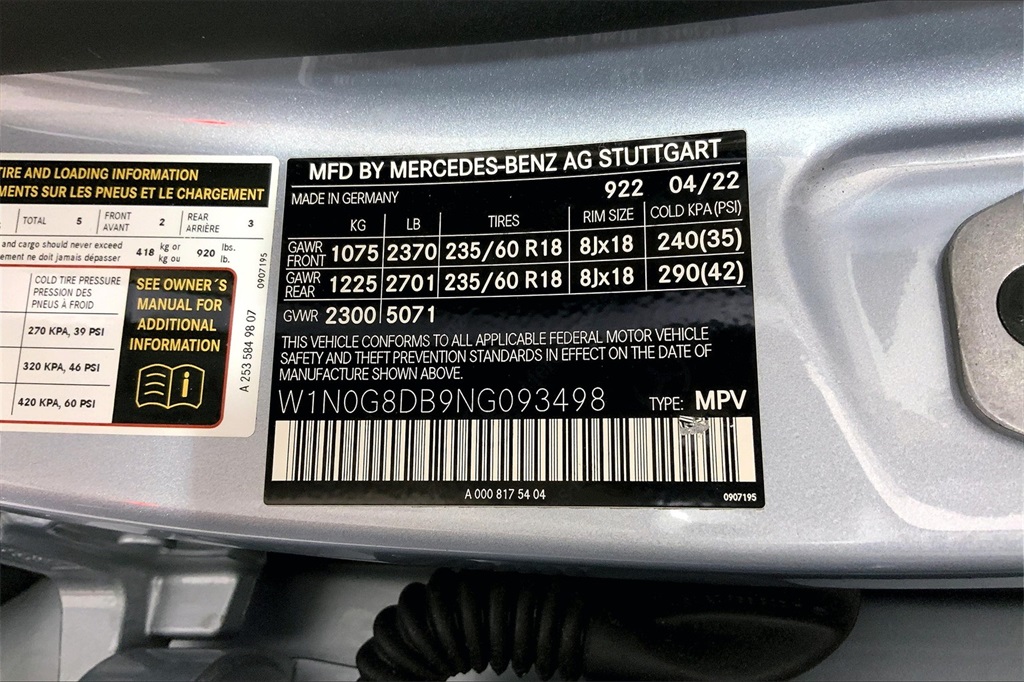 TIRE AND LOADING INFORMATION
MENTS SUR LES PNEUS ET LE CHARGEMENT
TOTAL 5 FRONT AVANT 2 REAR ARRIÈRE 3
and cargo should never exceed 418 kg or 920 lbs.
ement ne doit jamais dépasser kg ou lb.
COLD TIRE PRESSURE
PRESSION DES
PNEUS À FROID
270 KPA, 39 PSI
320 KPA, 46 PSI
420 KPA, 60 PSI
SEE OWNER´S
MANUAL FOR
ADDITIONAL
INFORMATION
i
0907195
A 253 584 98 07
MFD BY MERCEDES-BENZ AG STUTTGART
MADE IN GERMANY 922 04/22
KG LB TIRES RIM SIZE COLD KPA (PSI)
GAWR FRONT 1075 2370 235/60 R18 8Jx18 240(35)
GAWR REAR 1225 2701 235/60 R18 8Jx18 290(42)
GVWR 2300 5071
THIS VEHICLE CONFORMS TO ALL APPLICABLE FEDERAL MOTOR VEHICLE
SAFETY AND THEFT PREVENTION STANDARDS IN EFFECT ON THE DATE OF
MANUFACTURE SHOWN ABOVE.
W1N0G8DB9NG093498 TYPE: MPV
A 000 817 54 04 0907195